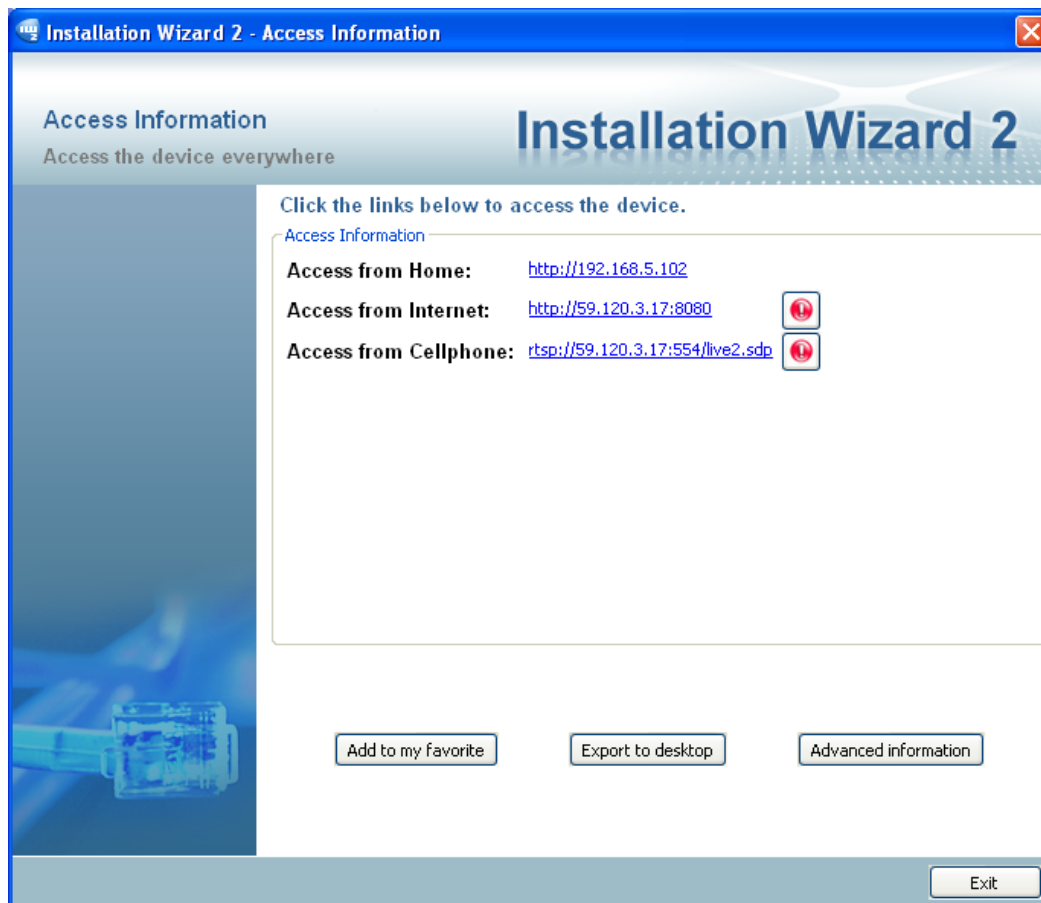 Installation Wizard 2 - Access Information
Access Information
Access the device everywhere
Installation Wizard 2
Click the links below to access the device.
Access Information
Access from Home: http://192.168.5.102
Access from Internet: http://59.120.3.17:8080
Access from Cellphone: rtsp://59.120.3.17:554/live2.sdp
Add to my favorite Export to desktop Advanced information
Exit